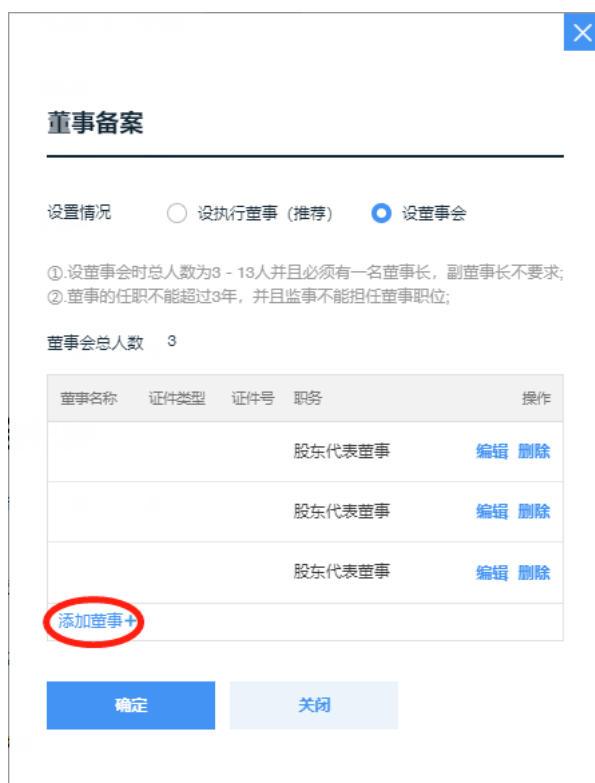 董事备案
设置情况 设执行董事（推荐） 设董事会
①.设董事会时总人数为3－13人并且必须有一名董事长，副董事长不要求;
②.董事的任职不能超过3年，并且监事不能担任董事职位;
董事会总人数 3
董事名称 证件类型 证件号 职务 操作
股东代表董事 编辑 删除
股东代表董事 编辑 删除
股东代表董事 编辑 删除
添加董事+
确定 关闭